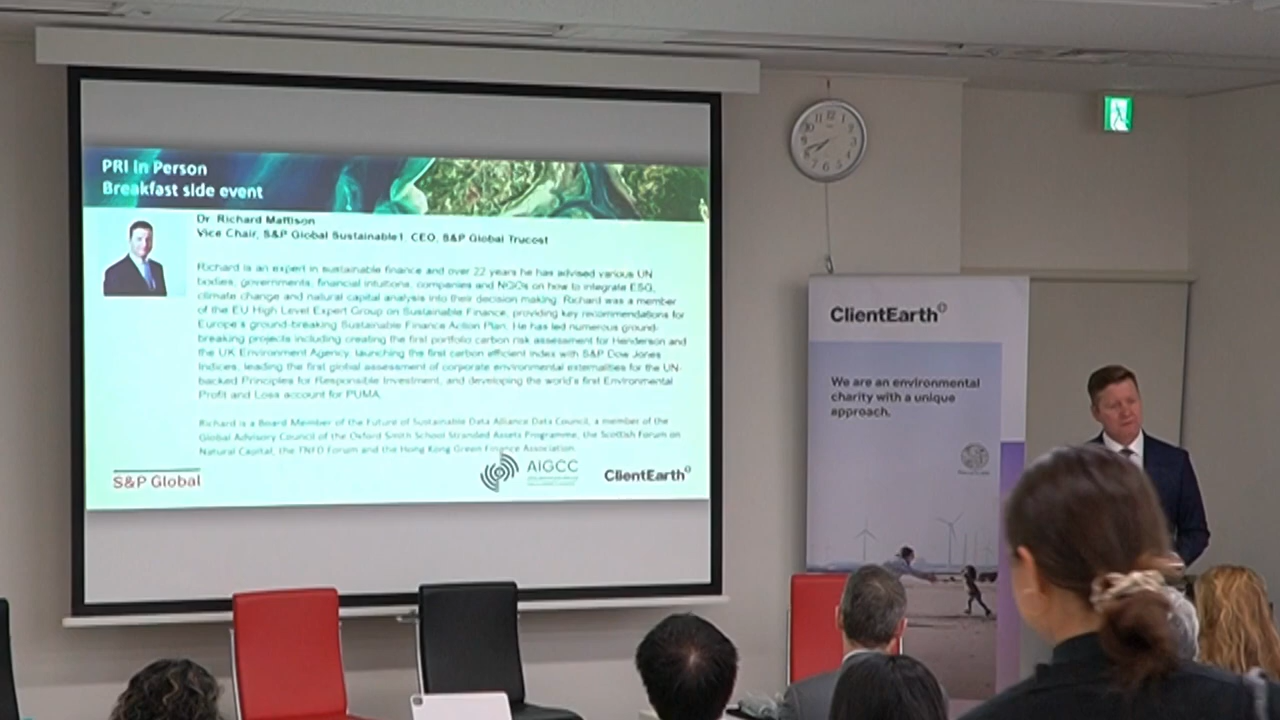 PRI in Person
Breakfast side event
Dr. Richard Mattison
Vice Chair, S&P Global Sustainable1 CEO, S&P Global Trucost
Richard is an expert in sustainable finance and over 22 years he has advised various UN
bodies, governments, financial intuitions, companies and NGOs on how to integrate ESG,
climate change and natural capital analysis into their decision making. Richard was a member
of the EU High Level Expert Group on Sustainable Finance, providing key recommendations for
Europe's ground-breaking Sustainable Finance Action Plan. He has led numerous ground-
breaking projects including creating the first portfolio carbon risk assessment for Henderson and
the UK Environment Agency, launching the first carbon efficient index with S&P Dow Jones
Indices, leading the first global assessment of corporate environmental externalities for the UN-
backed Principles for Responsible Investment, and developing the world's first Environmental
Profit and Loss account for PUMA.
Richard is a Board Member of the Future of Sustainable Data Alliance Data Council, a member of the
Global Advisory Council of the Oxford Smith School Stranded Assets Programme, the Scottish Forum on
Natural Capital, the TNFD Forum and the Hong Kong Green Finance Association.
S&P Global
AIGCC
ClientEarth
ClientEarth
We are an environmental
charity with a unique
approach.